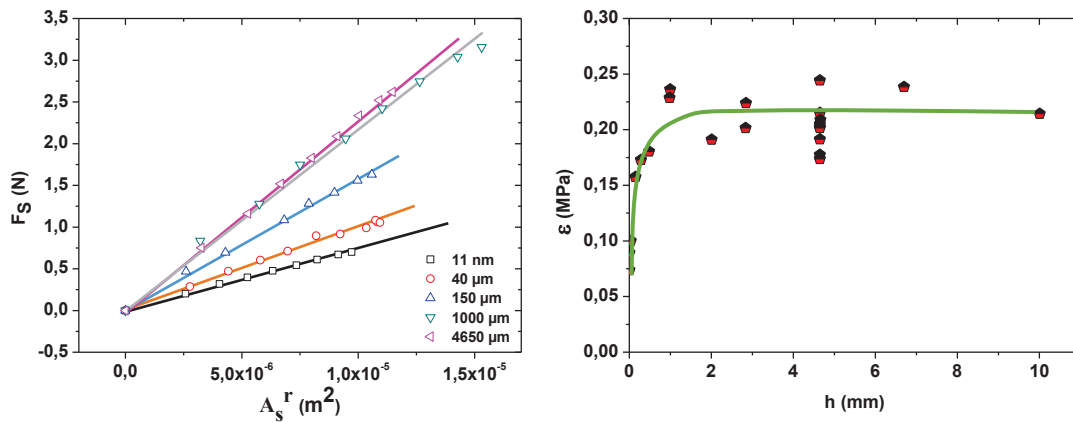 3,5
3,0
2,5
2,0
1,5
1,0
0,5
0,0
-0,5
F_S (N)
11 nm
40 µm
150 µm
1000 µm
4650 µm
0,0 5,0x10⁻⁶ 1,0x10⁻⁵ 1,5x10⁻⁵
A_s^r (m²)
0,30
0,25
0,20
0,15
0,10
0,05
0,00
ε (MPa)
0 2 4 6 8 10
h (mm)